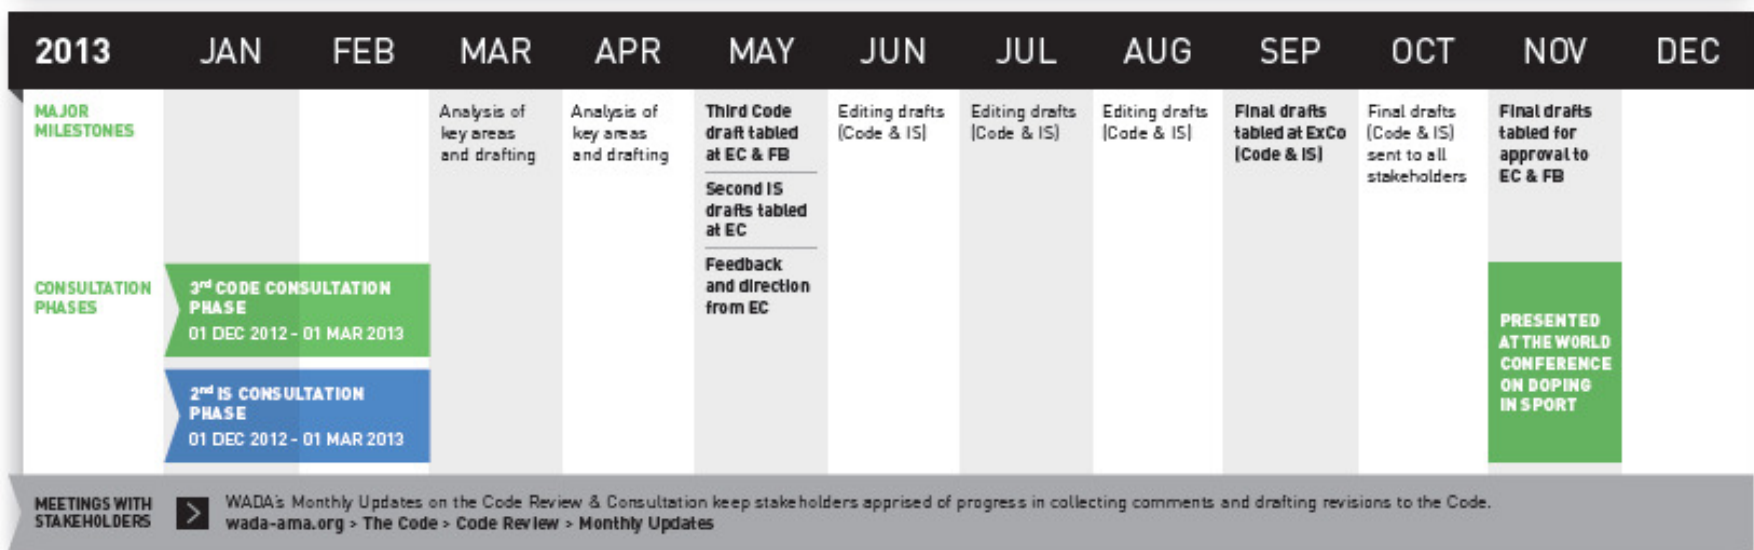 2013 JAN FEB MAR APR MAY JUN JUL AUG SEP OCT NOV DEC
MAJOR
MILESTONES
Analysis of
key areas
and drafting
Analysis of
key areas
and drafting
Third Code
draft tabled
at EC & FB
Second IS
drafts tabled
at EC
Feedback
and direction
from EC
Editing drafts
(Code & IS)
Editing drafts
(Code & IS)
Editing drafts
(Code & IS)
Final drafts
tabled at ExCo
(Code & IS)
Final drafts
(Code & IS)
sent to all
stakeholders
Final drafts
tabled for
approval to
EC & FB
CONSULTATION
PHASES
3rd CODE CONSULTATION
PHASE
01 DEC 2012 - 01 MAR 2013
2nd IS CONSULTATION
PHASE
01 DEC 2012 - 01 MAR 2013
PRESENTED
AT THE WORLD
CONFERENCE
ON DOPING
IN SPORT
MEETINGS WITH
STAKEHOLDERS
>
WADA's Monthly Updates on the Code Review & Consultation keep stakeholders apprised of progress in collecting comments and drafting revisions to the Code.
wada-ama.org > The Code > Code Review > Monthly Updates